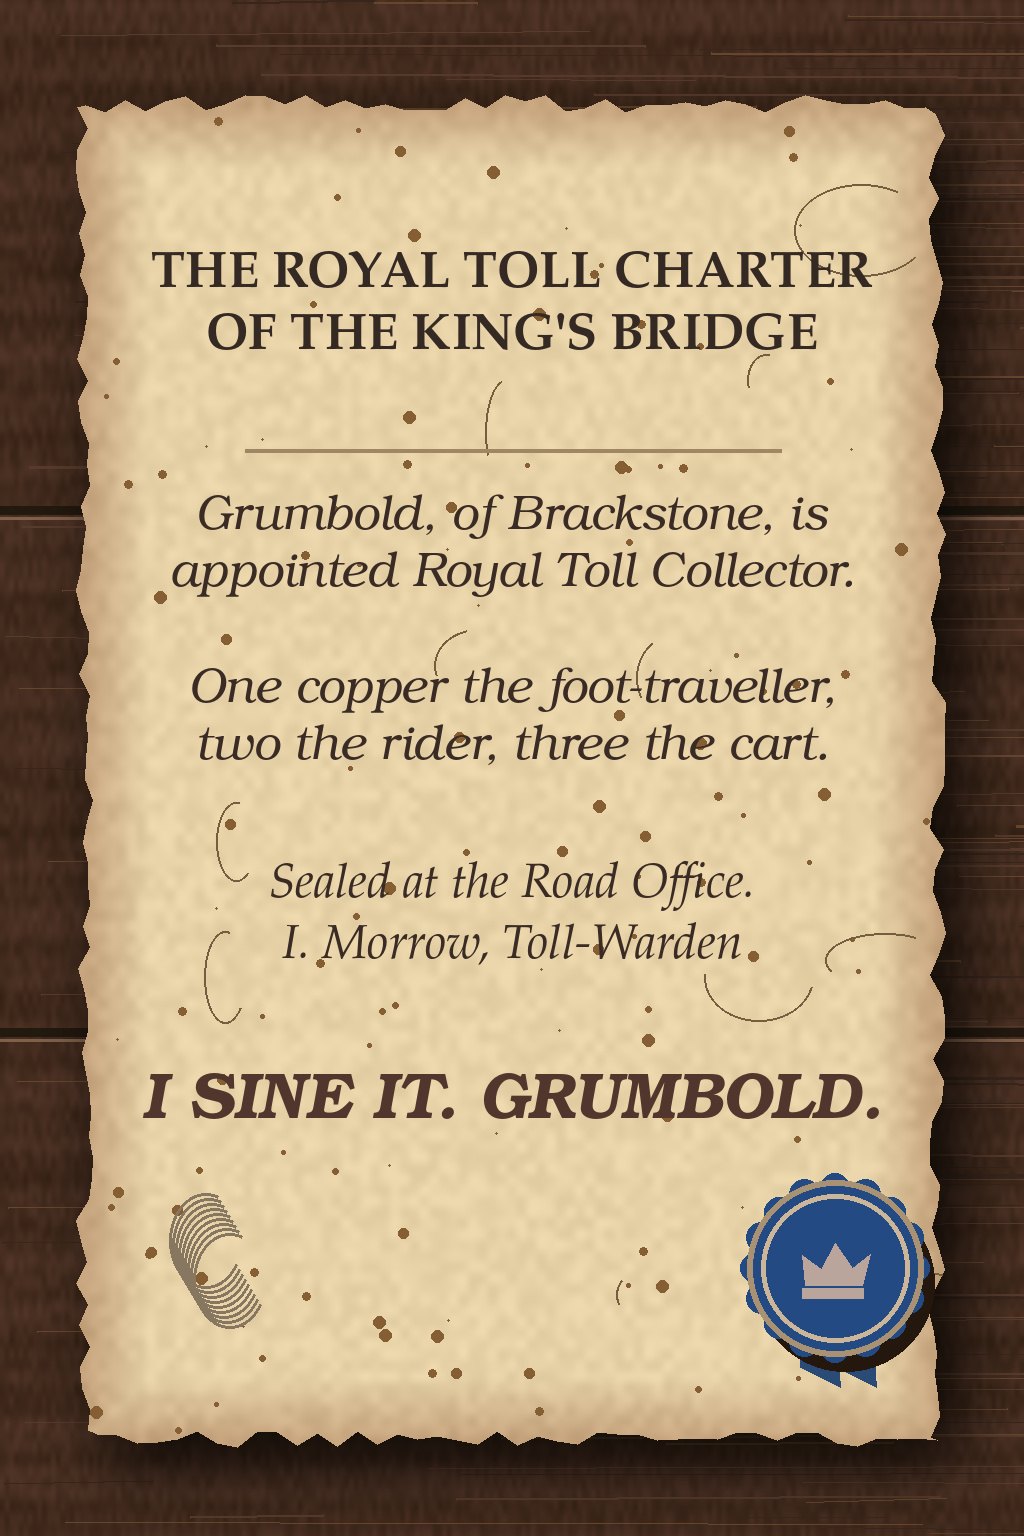 THE ROYAL TOLL CHARTER
OF THE KING'S BRIDGE
Grumbold, of Brackstone, is
appointed Royal Toll Collector.
One copper the foot-traveller,
two the rider, three the cart.
Sealed at the Road Office.
I. Morrow, Toll-Warden
I SINE IT. GRUMBOLD.